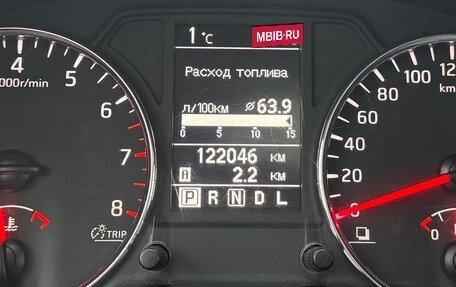 1 °C
MBIB.RU
Расход топлива
л/100км ⌀63.9
0 5 10 15
122046 км
A 2.2 км
P R N D L
4 5 6 7 8
000r/min
TRIP
0 20 40 60 80 100 120
km
0